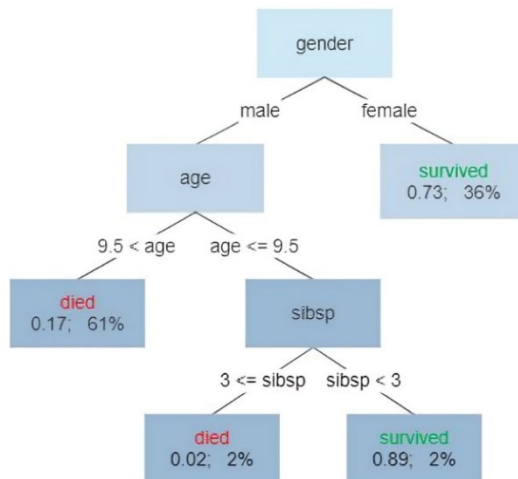 gender
male female
age
survived
0.73; 36%
9.5 < age age <= 9.5
died
0.17; 61%
sibsp
3 <= sibsp sibsp < 3
died
0.02; 2%
survived
0.89; 2%